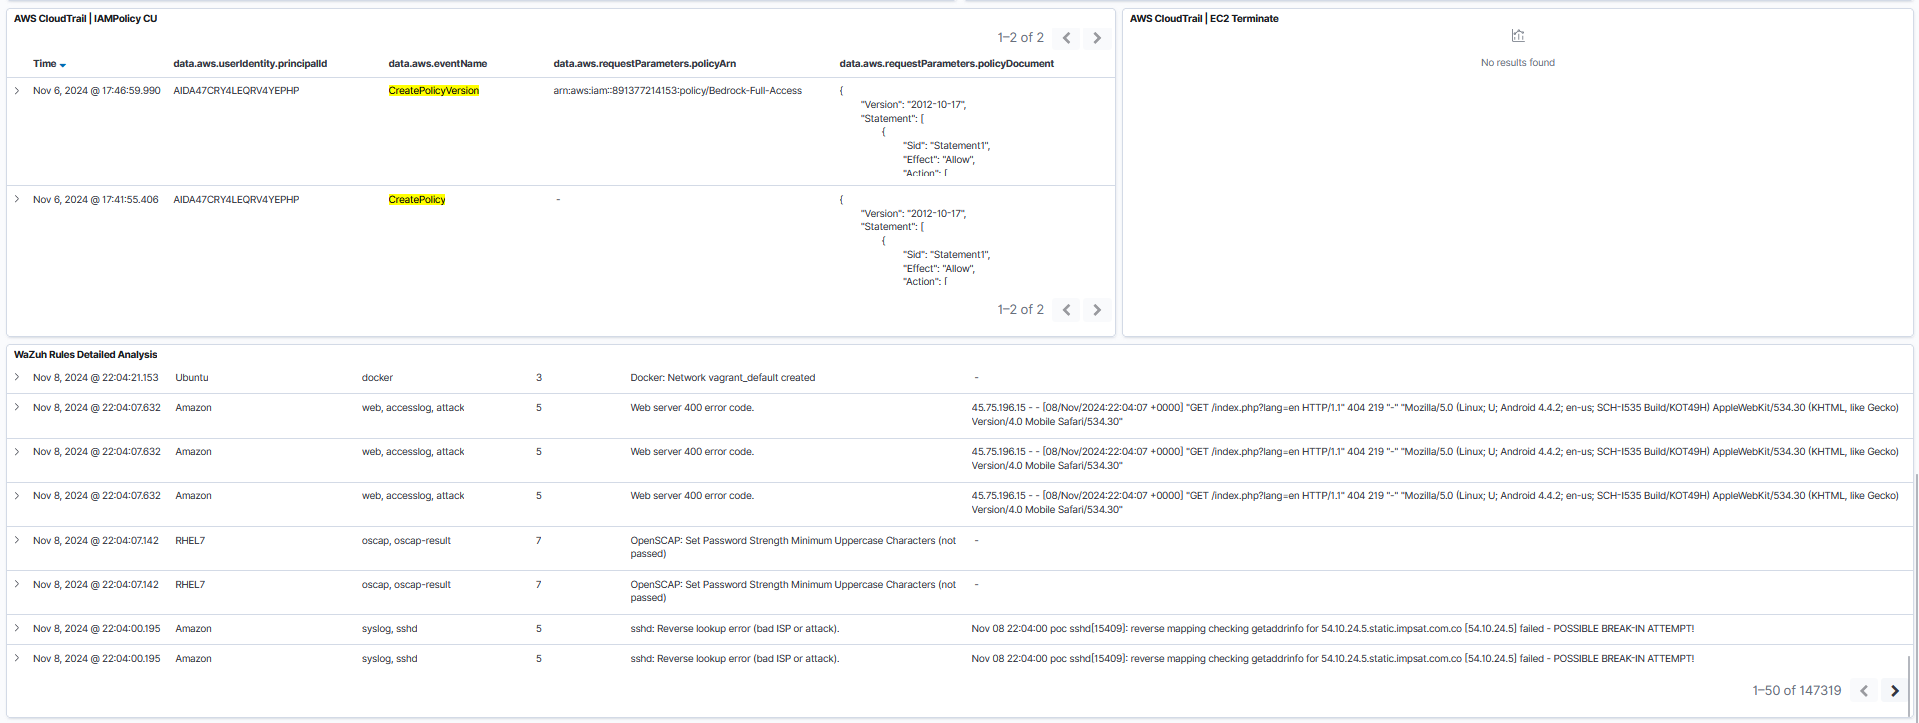 AWS CloudTrail | IAMPolicy CU
1–2 of 2
Time data.aws.userIdentity.principalId data.aws.eventName data.aws.requestParameters.policyArn data.aws.requestParameters.policyDocument
Nov 6, 2024 @ 17:46:59.990 AIDA47CRY4LEQRV4YEPHP CreatePolicyVersion arn:aws:iam::891377214153:policy/Bedrock-Full-Access {
"Version": "2012-10-17",
"Statement": [
{
"Sid": "Statement1",
"Effect": "Allow",
"Action": [
Nov 6, 2024 @ 17:41:55.406 AIDA47CRY4LEQRV4YEPHP CreatePolicy - {
"Version": "2012-10-17",
"Statement": [
{
"Sid": "Statement1",
"Effect": "Allow",
"Action": [
1–2 of 2
AWS CloudTrail | EC2 Terminate
No results found
WaZuh Rules Detailed Analysis
Nov 8, 2024 @ 22:04:21.153 Ubuntu docker 3 Docker: Network vagrant_default created -
Nov 8, 2024 @ 22:04:07.632 Amazon web, accesslog, attack 5 Web server 400 error code. 45.75.196.15 - - [08/Nov/2024:22:04:07 +0000] "GET /index.php?lang=en HTTP/1.1" 404 219 "-" "Mozilla/5.0 (Linux; U; Android 4.4.2; en-us; SCH-I535 Build/KOT49H) AppleWebKit/534.30 (KHTML, like Gecko)
Version/4.0 Mobile Safari/534.30"
Nov 8, 2024 @ 22:04:07.632 Amazon web, accesslog, attack 5 Web server 400 error code. 45.75.196.15 - - [08/Nov/2024:22:04:07 +0000] "GET /index.php?lang=en HTTP/1.1" 404 219 "-" "Mozilla/5.0 (Linux; U; Android 4.4.2; en-us; SCH-I535 Build/KOT49H) AppleWebKit/534.30 (KHTML, like Gecko)
Version/4.0 Mobile Safari/534.30"
Nov 8, 2024 @ 22:04:07.632 Amazon web, accesslog, attack 5 Web server 400 error code. 45.75.196.15 - - [08/Nov/2024:22:04:07 +0000] "GET /index.php?lang=en HTTP/1.1" 404 219 "-" "Mozilla/5.0 (Linux; U; Android 4.4.2; en-us; SCH-I535 Build/KOT49H) AppleWebKit/534.30 (KHTML, like Gecko)
Version/4.0 Mobile Safari/534.30"
Nov 8, 2024 @ 22:04:07.142 RHEL7 oscap, oscap-result 7 OpenSCAP: Set Password Strength Minimum Uppercase Characters (not -
passed)
Nov 8, 2024 @ 22:04:07.142 RHEL7 oscap, oscap-result 7 OpenSCAP: Set Password Strength Minimum Uppercase Characters (not -
passed)
Nov 8, 2024 @ 22:04:00.195 Amazon syslog, sshd 5 sshd: Reverse lookup error (bad ISP or attack). Nov 08 22:04:00 poc sshd[15409]: reverse mapping checking getaddrinfo for 54.10.24.5.static.impsat.com.co [54.10.24.5] failed - POSSIBLE BREAK-IN ATTEMPT!
Nov 8, 2024 @ 22:04:00.195 Amazon syslog, sshd 5 sshd: Reverse lookup error (bad ISP or attack). Nov 08 22:04:00 poc sshd[15409]: reverse mapping checking getaddrinfo for 54.10.24.5.static.impsat.com.co [54.10.24.5] failed - POSSIBLE BREAK-IN ATTEMPT!
1–50 of 147319